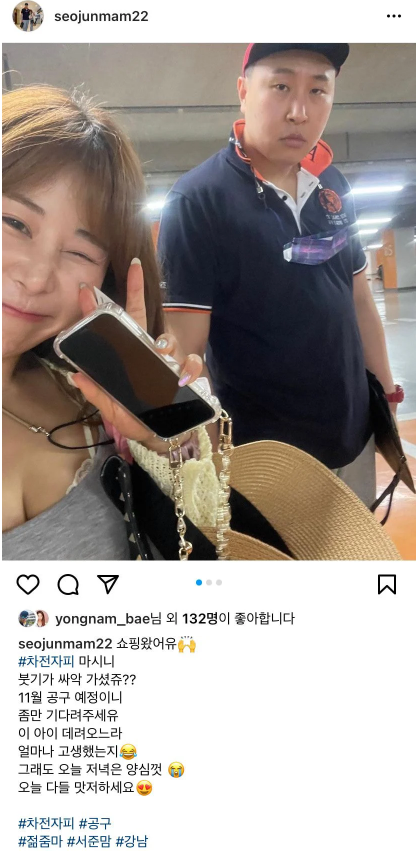 seojunmam22
yongnam_bae님 외 132명이 좋아합니다
seojunmam22 쇼핑왔어유🙌
#차전자피 마시니
붓기가 싸악 가셨쥬??
11월 공구 예정이니
좀만 기다려주세유
이 아이 데려오느라
얼마나 고생했는지😂
그래도 오늘 저녁은 양심껏 😭
오늘 다들 맛저하세요😍
#차전자피 #공구
#젊줌마 #서준맘 #강남